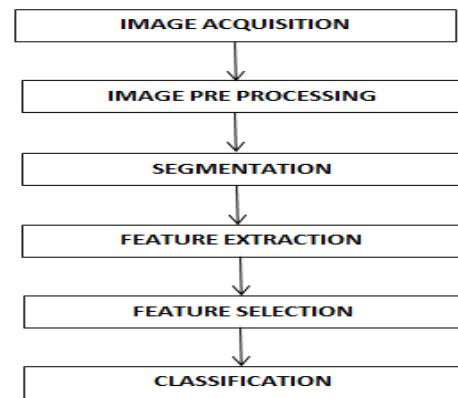 IMAGE ACQUISITION
IMAGE PRE PROCESSING
SEGMENTATION
FEATURE EXTRACTION
FEATURE SELECTION
CLASSIFICATION